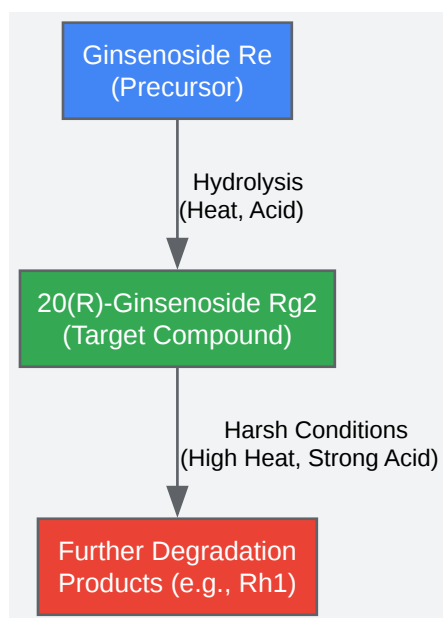 Ginsenoside Re
(Precursor)
Hydrolysis
(Heat, Acid)
20(R)-Ginsenoside Rg2
(Target Compound)
Harsh Conditions
(High Heat, Strong Acid)
Further Degradation
Products (e.g., Rh1)